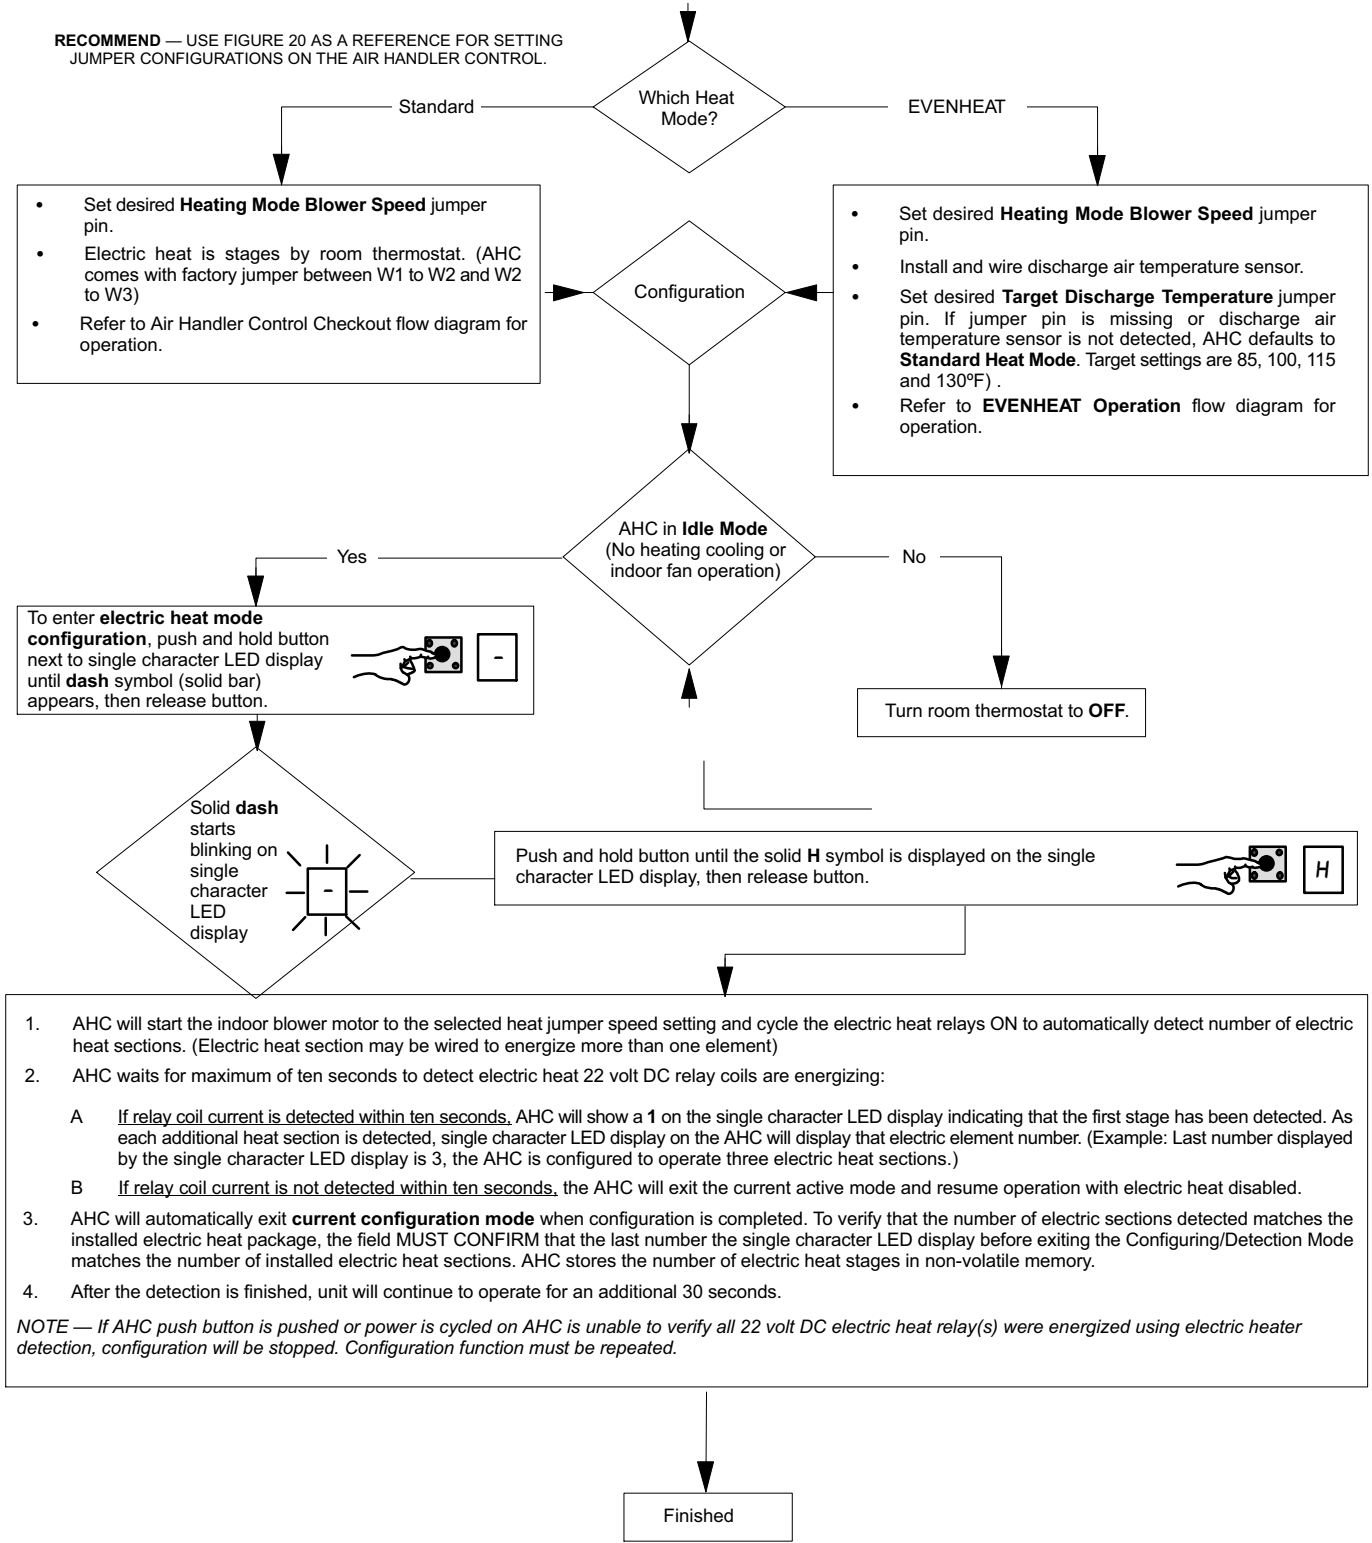 RECOMMEND — USE FIGURE 20 AS A REFERENCE FOR SETTING
JUMPER CONFIGURATIONS ON THE AIR HANDLER CONTROL.
Which Heat
Mode?
Standard
EVENHEAT
• Set desired Heating Mode Blower Speed jumper
pin.
• Electric heat is stages by room thermostat. (AHC
comes with factory jumper between W1 to W2 and W2
to W3)
• Refer to Air Handler Control Checkout flow diagram for
operation.
Configuration
• Set desired Heating Mode Blower Speed jumper
pin.
• Install and wire discharge air temperature sensor.
• Set desired Target Discharge Temperature jumper
pin. If jumper pin is missing or discharge air
temperature sensor is not detected, AHC defaults to
Standard Heat Mode. Target settings are 85, 100, 115
and 130ºF) .
• Refer to EVENHEAT Operation flow diagram for
operation.
AHC in Idle Mode
(No heating cooling or
indoor fan operation)
Yes
No
To enter electric heat mode
configuration, push and hold button
next to single character LED display
until dash symbol (solid bar)
appears, then release button.
-
Turn room thermostat to OFF.
Solid dash
starts
blinking on
single
character
LED
display
-
Push and hold button until the solid H symbol is displayed on the single
character LED display, then release button.
H
1. AHC will start the indoor blower motor to the selected heat jumper speed setting and cycle the electric heat relays ON to automatically detect number of electric
heat sections. (Electric heat section may be wired to energize more than one element)
2. AHC waits for maximum of ten seconds to detect electric heat 22 volt DC relay coils are energizing:
A If relay coil current is detected within ten seconds, AHC will show a 1 on the single character LED display indicating that the first stage has been detected. As
each additional heat section is detected, single character LED display on the AHC will display that electric element number. (Example: Last number displayed
by the single character LED display is 3, the AHC is configured to operate three electric heat sections.)
B If relay coil current is not detected within ten seconds, the AHC will exit the current active mode and resume operation with electric heat disabled.
3. AHC will automatically exit current configuration mode when configuration is completed. To verify that the number of electric sections detected matches the
installed electric heat package, the field MUST CONFIRM that the last number the single character LED display before exiting the Configuring/Detection Mode
matches the number of installed electric heat sections. AHC stores the number of electric heat stages in non-volatile memory.
4. After the detection is finished, unit will continue to operate for an additional 30 seconds.
NOTE — If AHC push button is pushed or power is cycled on AHC is unable to verify all 22 volt DC electric heat relay(s) were energized using electric heater
detection, configuration will be stopped. Configuration function must be repeated.
Finished